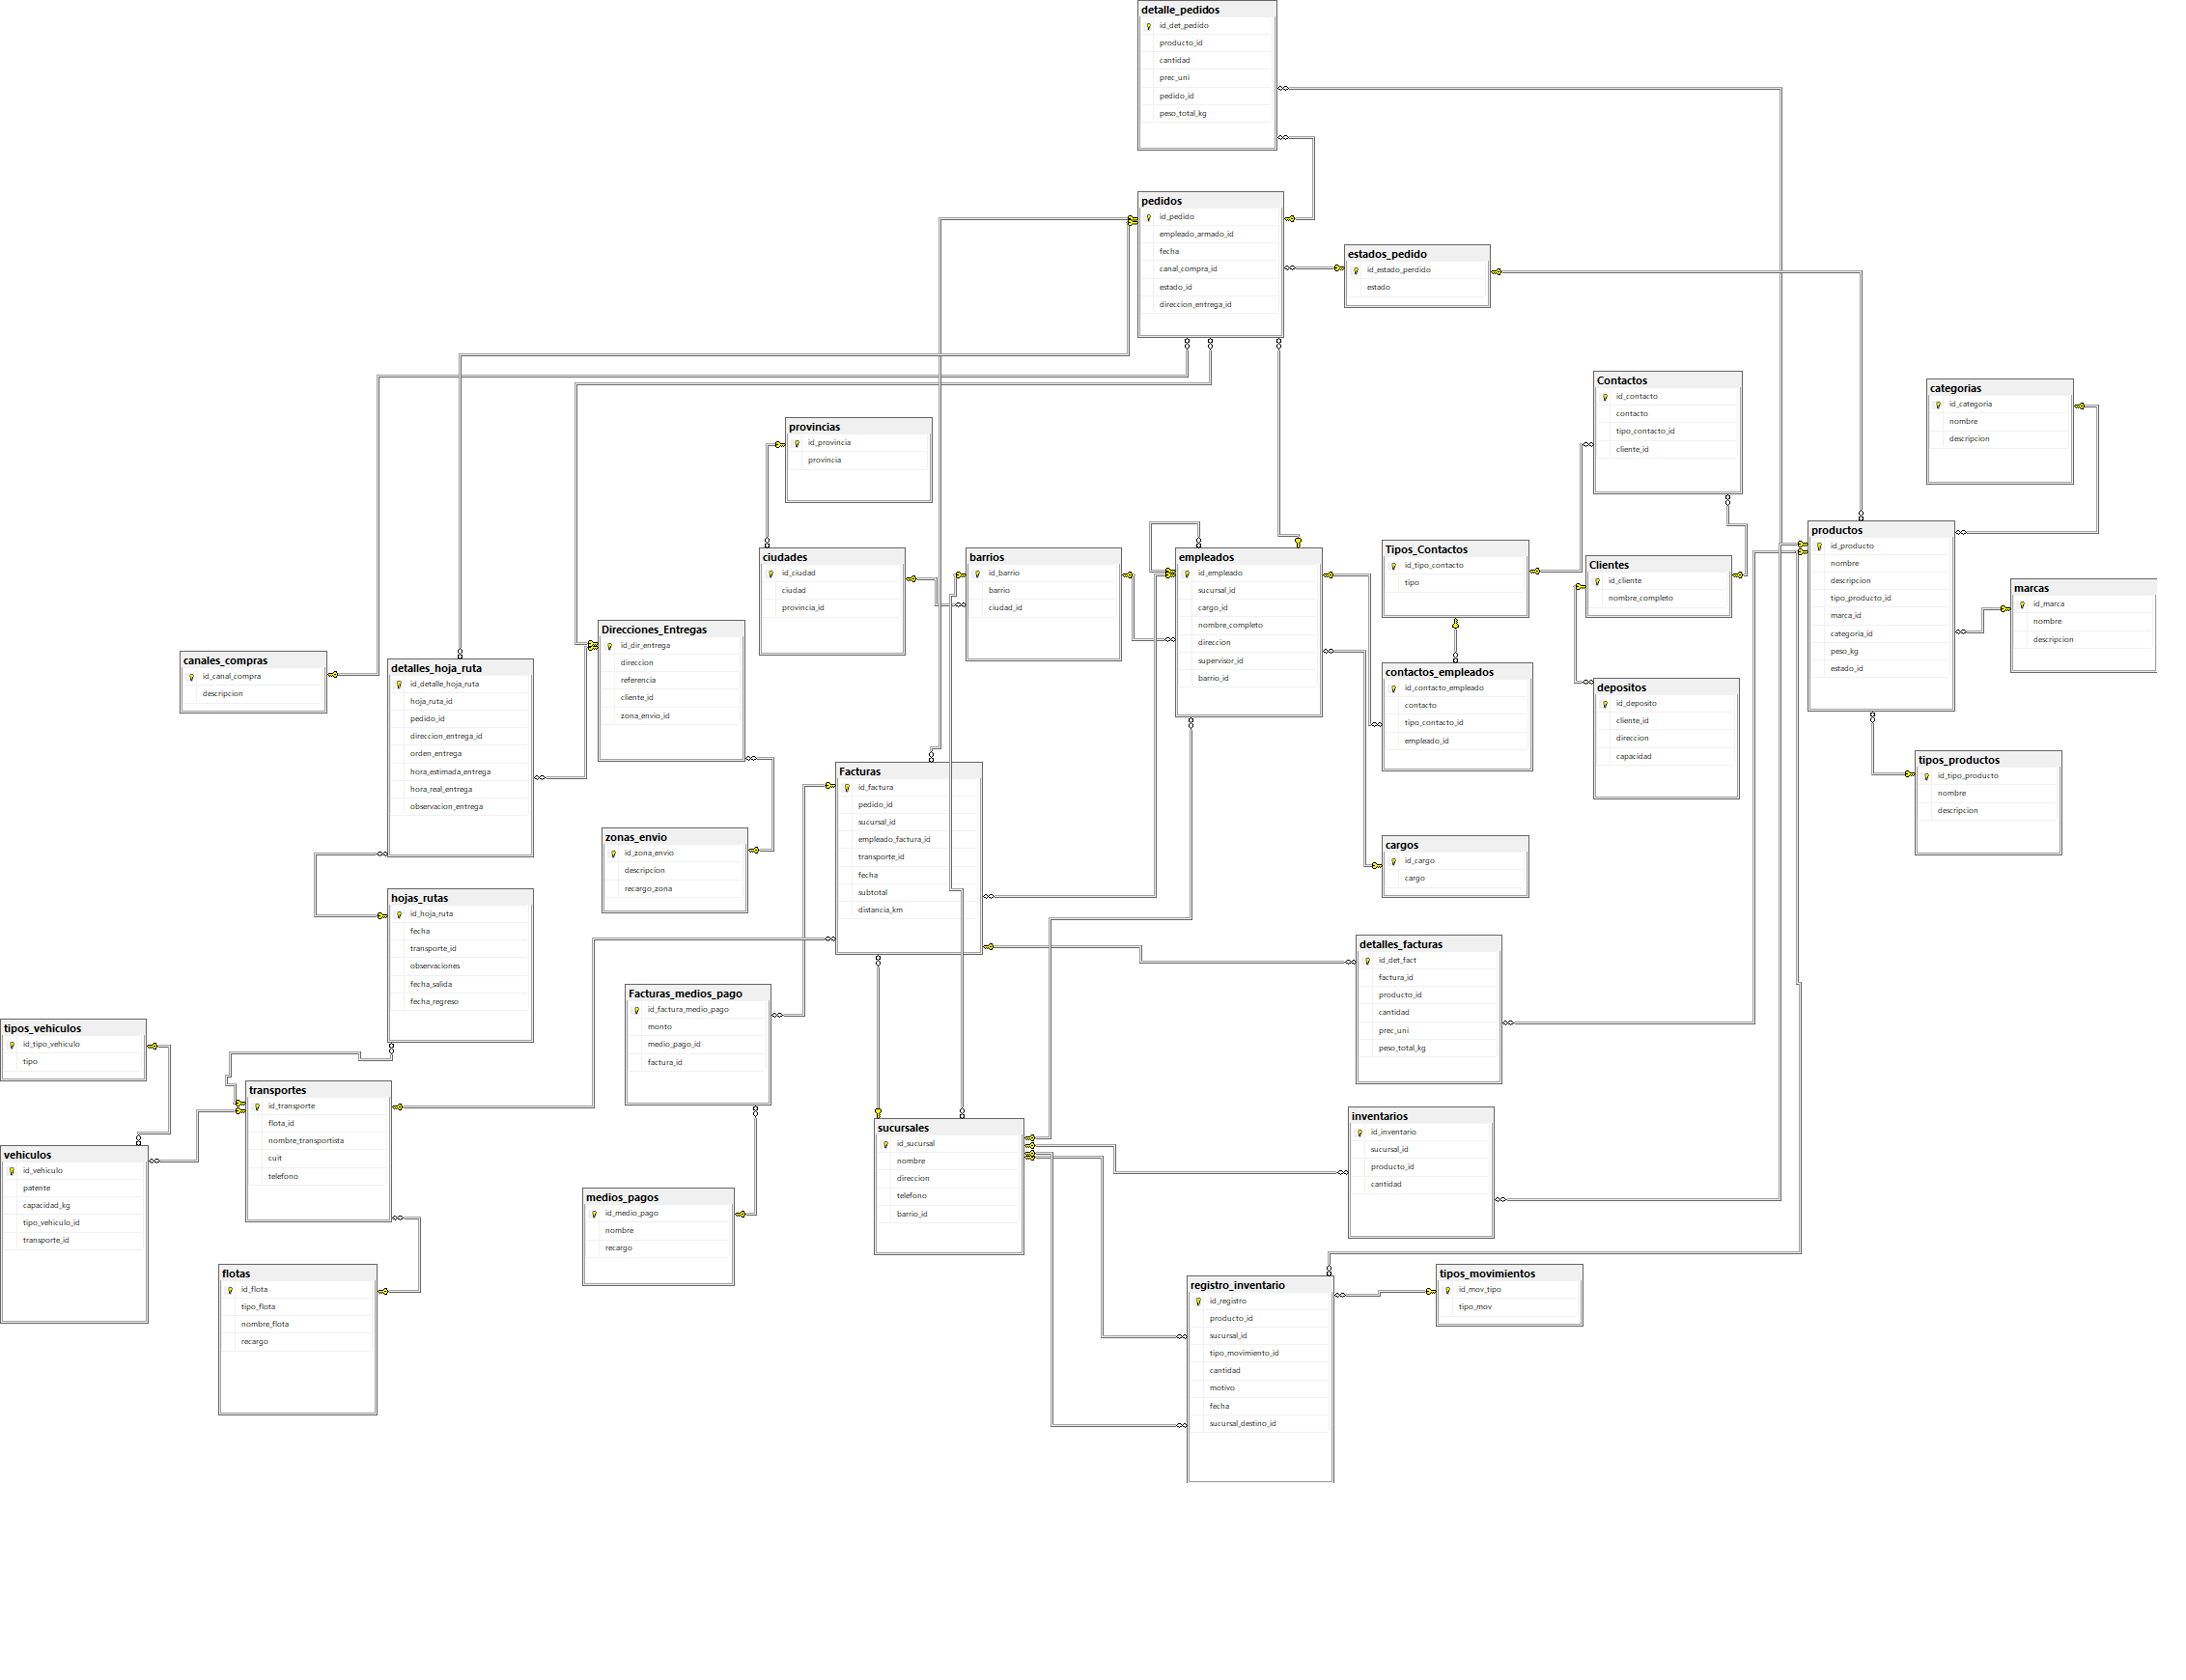 detalle_pedidos
id_det_pedido
producto_id
cantidad
prec_uni
pedido_id
peso_total_kg
pedidos
id_pedido
empleado_armado_id
fecha
canal_compra_id
estado_id
direccion_entrega_id
estados_pedido
id_estado_perdido
estado
Contactos
id_contacto
contacto
tipo_contacto_id
cliente_id
categorias
id_categoria
nombre
descripcion
provincias
id_provincia
provincia
productos
id_producto
nombre
descripcion
tipo_producto_id
marca_id
categoria_id
peso_kg
estado_id
ciudades
id_ciudad
ciudad
provincia_id
barrios
id_barrio
barrio
ciudad_id
empleados
id_empleado
sucursal_id
cargo_id
nombre_completo
direccion
supervisor_id
barrio_id
Tipos_Contactos
id_tipo_contacto
tipo
Clientes
id_cliente
nombre_completo
marcas
id_marca
nombre
descripcion
Direcciones_Entregas
id_dir_entrega
direccion
referencia
cliente_id
zona_envio_id
canales_compras
id_canal_compra
descripcion
detalles_hoja_ruta
id_detalle_hoja_ruta
hoja_ruta_id
pedido_id
direccion_entrega_id
orden_entrega
hora_estimada_entrega
hora_real_entrega
observacion_entrega
contactos_empleados
id_contacto_empleado
contacto
tipo_contacto_id
empleado_id
depositos
id_deposito
cliente_id
direccion
capacidad
tipos_productos
id_tipo_producto
nombre
descripcion
Facturas
id_factura
pedido_id
sucursal_id
empleado_factura_id
transporte_id
fecha
subtotal
distancia_km
zonas_envio
id_zona_envio
descripcion
recargo_zona
cargos
id_cargo
cargo
hojas_rutas
id_hoja_ruta
fecha
transporte_id
observaciones
fecha_salida
fecha_regreso
detalles_facturas
id_det_fact
factura_id
producto_id
cantidad
prec_uni
peso_total_kg
Facturas_medios_pago
id_factura_medio_pago
monto
medio_pago_id
factura_id
tipos_vehiculos
id_tipo_vehiculo
tipo
transportes
id_transporte
flota_id
nombre_transportista
cuit
telefono
inventarios
id_inventario
sucursal_id
producto_id
cantidad
sucursales
id_sucursal
nombre
direccion
telefono
barrio_id
vehiculos
id_vehiculo
patente
capacidad_kg
tipo_vehiculo_id
transporte_id
medios_pagos
id_medio_pago
nombre
recargo
flotas
id_flota
tipo_flota
nombre_flota
recargo
registro_inventario
id_registro
producto_id
sucursal_id
tipo_movimiento_id
cantidad
motivo
fecha
sucursal_destino_id
tipos_movimientos
id_mov_tipo
tipo_mov